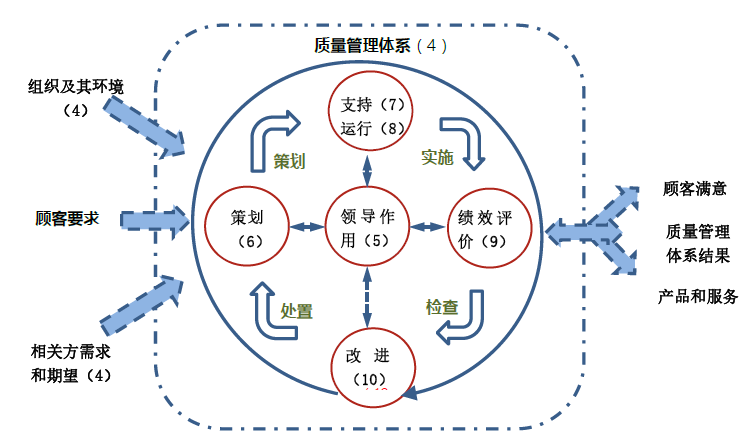 质量管理体系（4）
组织及其环境
（4）
支持（7）
运行（8）
策划
实施
顾客要求
策划
（6）
领导作
用（5）
绩效评
价（9）
顾客满意
质量管理
体系结果
产品和服务
处置
检查
相关方需求
和期望（4）
改 进
（10）